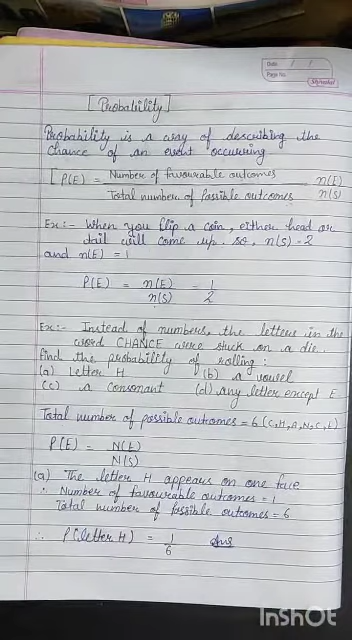 Date / /
Page No.
[Probability]
Probability is a way of describing the
Chance of an event occurring
[P(E) = Number of favourable outcomes n(E)
Total number of Possible outcomes n(S)
Ex:- When you flip a coin, either head or
tail will come up. so, n(S) = 2
and n(E) = 1
P(E) = n(E) = 1
n(S) 2
Ex:- Instead of numbers, the letters in the
word CHANCE were stuck on a die.
find the probability of rolling:
(a) Letter H (b) a vowel
(c) a consonant (d) any letter except E
Total number of possible outcomes = 6 (C,H,A,N,C,E)
P(E) = N(E)
N(S)
(a) The letter H appears on one face
∴ Number of favourable outcomes = 1
Total number of possible outcomes = 6
∴ P(letter H) = 1 Ans
6
InShOt